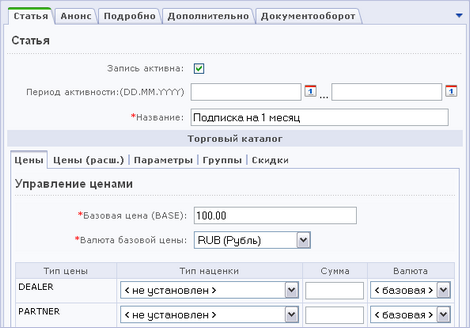 Статья Анонс Подробно Дополнительно Документооборот
Статья
Запись активна:
Период активности:(DD.MM.YYYY) ...
*Название: Подписка на 1 месяц
Торговый каталог
Цены Цены (расш.) Параметры Группы Скидки
Управление ценами
*Базовая цена (BASE): 100.00
*Валюта базовой цены: RUB (Рубль)
Тип цены Тип наценки Сумма Валюта
DEALER < не установлен > < базовая >
PARTNER < не установлен > < базовая >